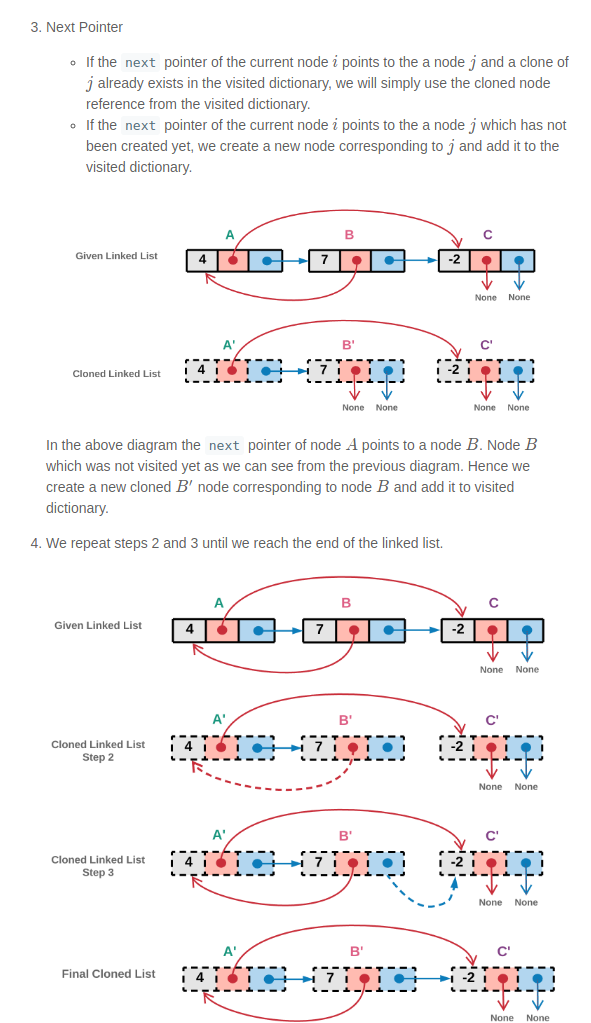 3. Next Pointer
If the next pointer of the current node i points to the a node j and a clone of
j already exists in the visited dictionary, we will simply use the cloned node
reference from the visited dictionary.
If the next pointer of the current node i points to the a node j which has not
been created yet, we create a new node corresponding to j and add it to the
visited dictionary.
A B C
Given Linked List 4 7 -2
None None
A' B' C'
Cloned Linked List 4 7 -2
None None None None
In the above diagram the next pointer of node A points to a node B. Node B
which was not visited yet as we can see from the previous diagram. Hence we
create a new cloned B′ node corresponding to node B and add it to visited
dictionary.
4. We repeat steps 2 and 3 until we reach the end of the linked list.
A B C
Given Linked List 4 7 -2
None None
A' B' C'
Cloned Linked List 4 7 -2
Step 2
None None
A' B' C'
Cloned Linked List 4 7 -2
Step 3
None None
A' B' C'
Final Cloned List 4 7 -2
None None